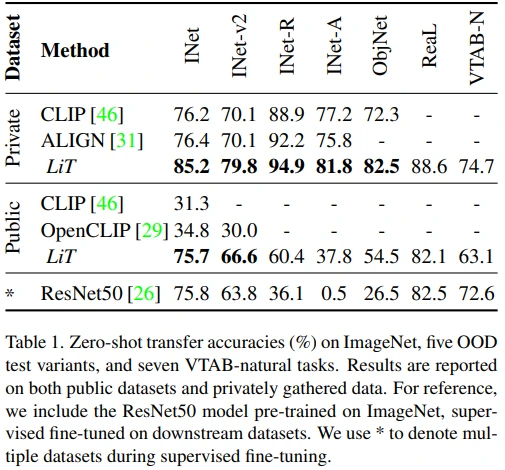 Dataset Method INet INet-v2 INet-R INet-A ObjNet ReaL VTAB-N
Private
CLIP [46] 76.2 70.1 88.9 77.2 72.3 - -
ALIGN [31] 76.4 70.1 92.2 75.8 - - -
LiT 85.2 79.8 94.9 81.8 82.5 88.6 74.7
Public
CLIP [46] 31.3 - - - - - -
OpenCLIP [29] 34.8 30.0 - - - - -
LiT 75.7 66.6 60.4 37.8 54.5 82.1 63.1
* ResNet50 [26] 75.8 63.8 36.1 0.5 26.5 82.5 72.6
Table 1. Zero-shot transfer accuracies (%) on ImageNet, five OOD
test variants, and seven VTAB-natural tasks. Results are reported
on both public datasets and privately gathered data. For reference,
we include the ResNet50 model pre-trained on ImageNet, super-
vised fine-tuned on downstream datasets. We use * to denote mul-
tiple datasets during supervised fine-tuning.